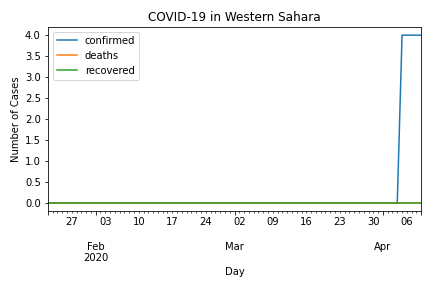 COVID-19 in Western Sahara
confirmed
deaths
recovered
Number of Cases
4.0
3.5
3.0
2.5
2.0
1.5
1.0
0.5
0.0
27 03 10 17 24 02 09 16 23 30 06
Feb Mar Apr
2020
Day